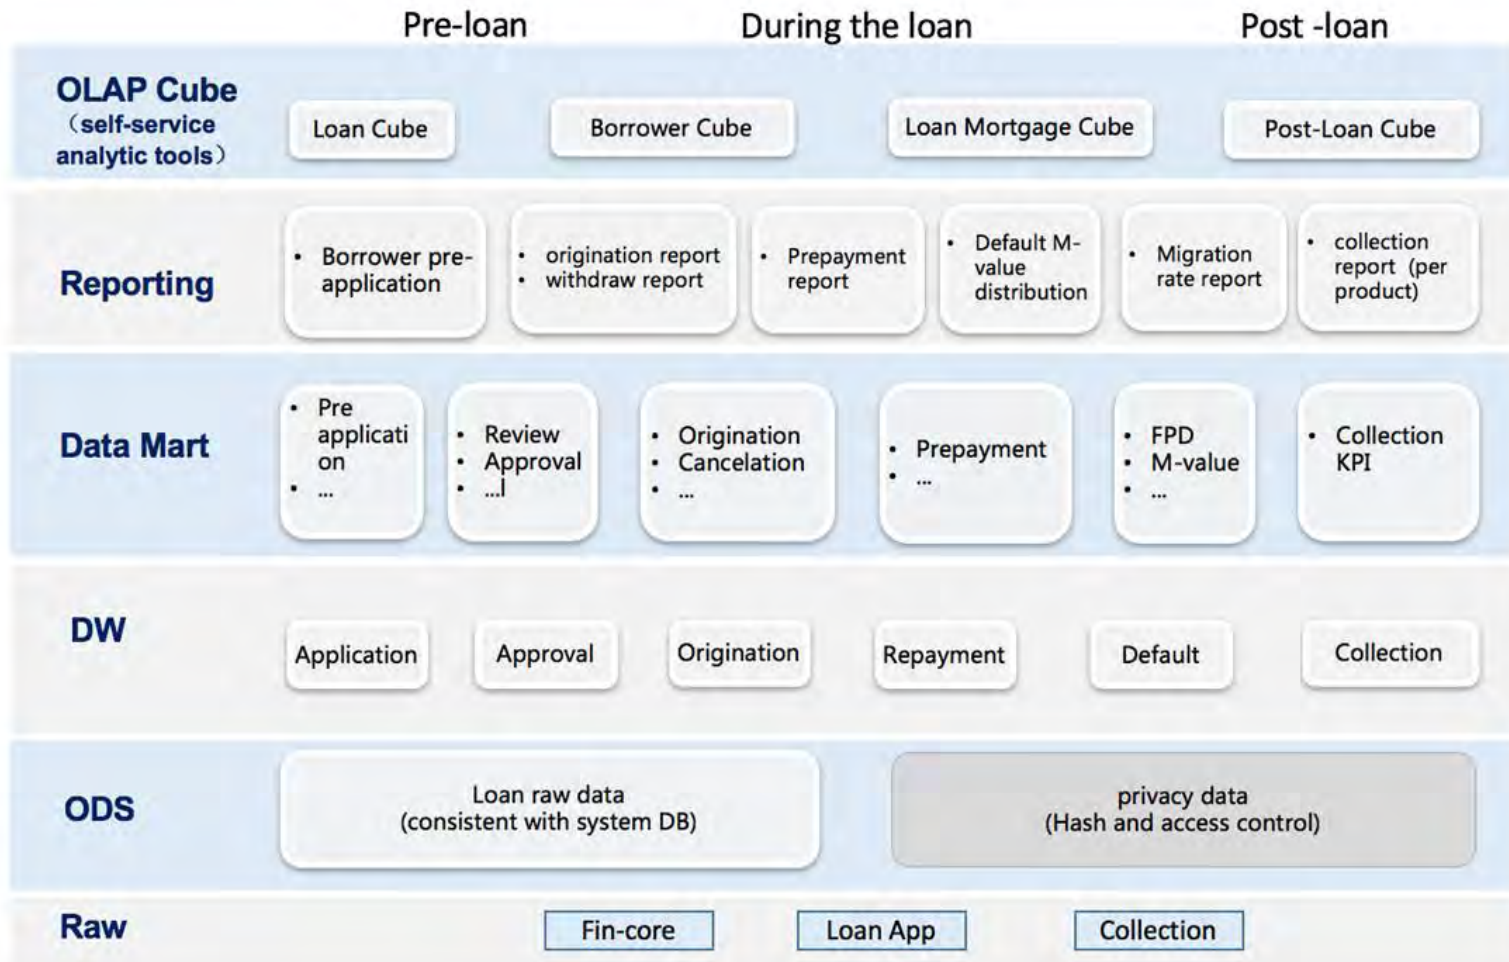 Pre-loan
During the loan
Post -loan
OLAP Cube
（self-service
analytic tools）
Loan Cube
Borrower Cube
Loan Mortgage Cube
Post-Loan Cube
Reporting
• Borrower pre-
application
• origination report
• withdraw report
• Prepayment
report
• Default M-
value
distribution
• Migration
rate report
• collection
report (per
product)
Data Mart
• Pre
applicati
on
• ...
• Review
• Approval
• ...l
• Origination
• Cancelation
• ...
• Prepayment
• ...
• FPD
• M-value
• ...
• Collection
KPI
DW
Application
Approval
Origination
Repayment
Default
Collection
ODS
Loan raw data
(consistent with system DB)
privacy data
(Hash and access control)
Raw
Fin-core
Loan App
Collection